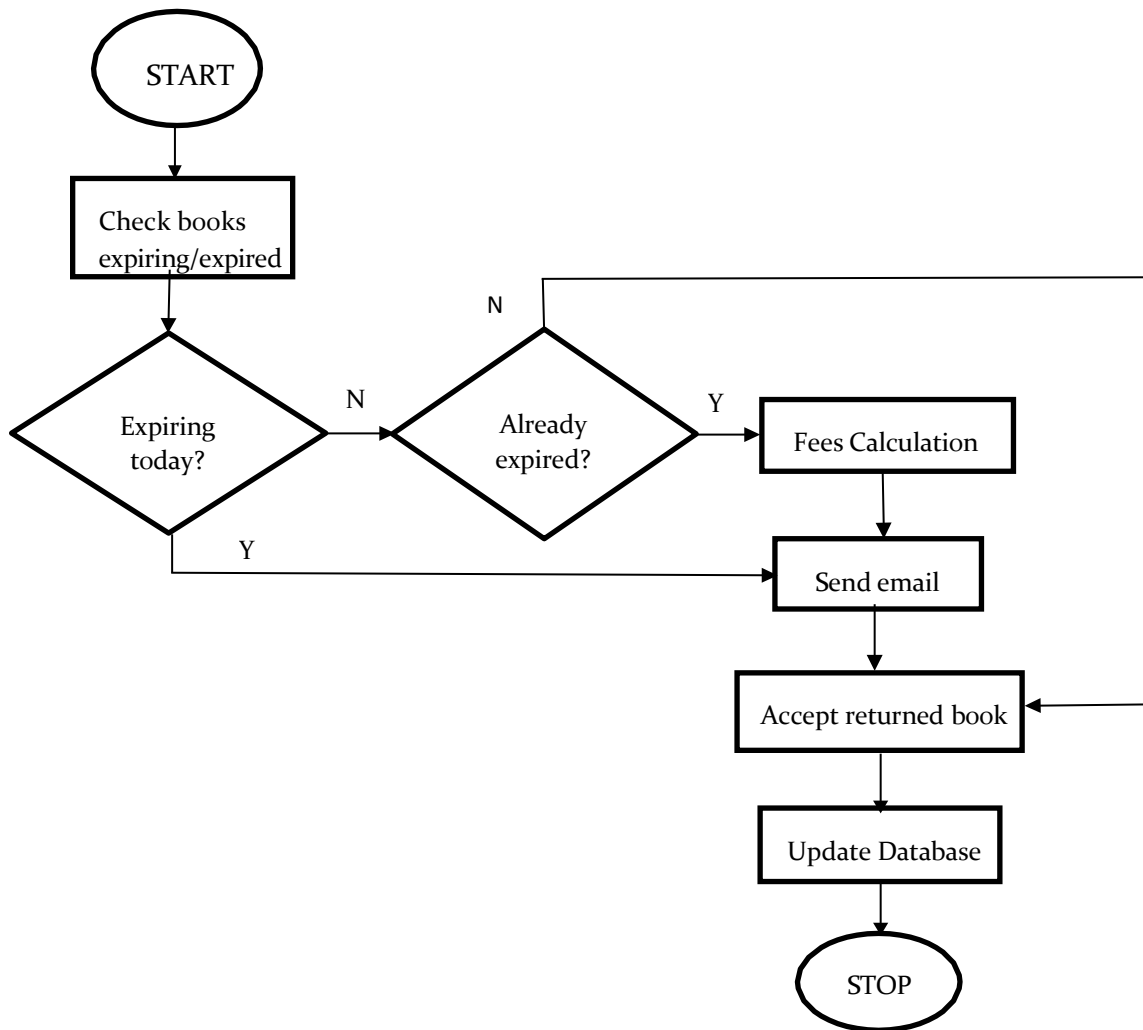 START
Check books
expiring/expired
N
Expiring
today?
N
Already
expired?
Y
Fees Calculation
Y
Send email
Accept returned book
Update Database
STOP